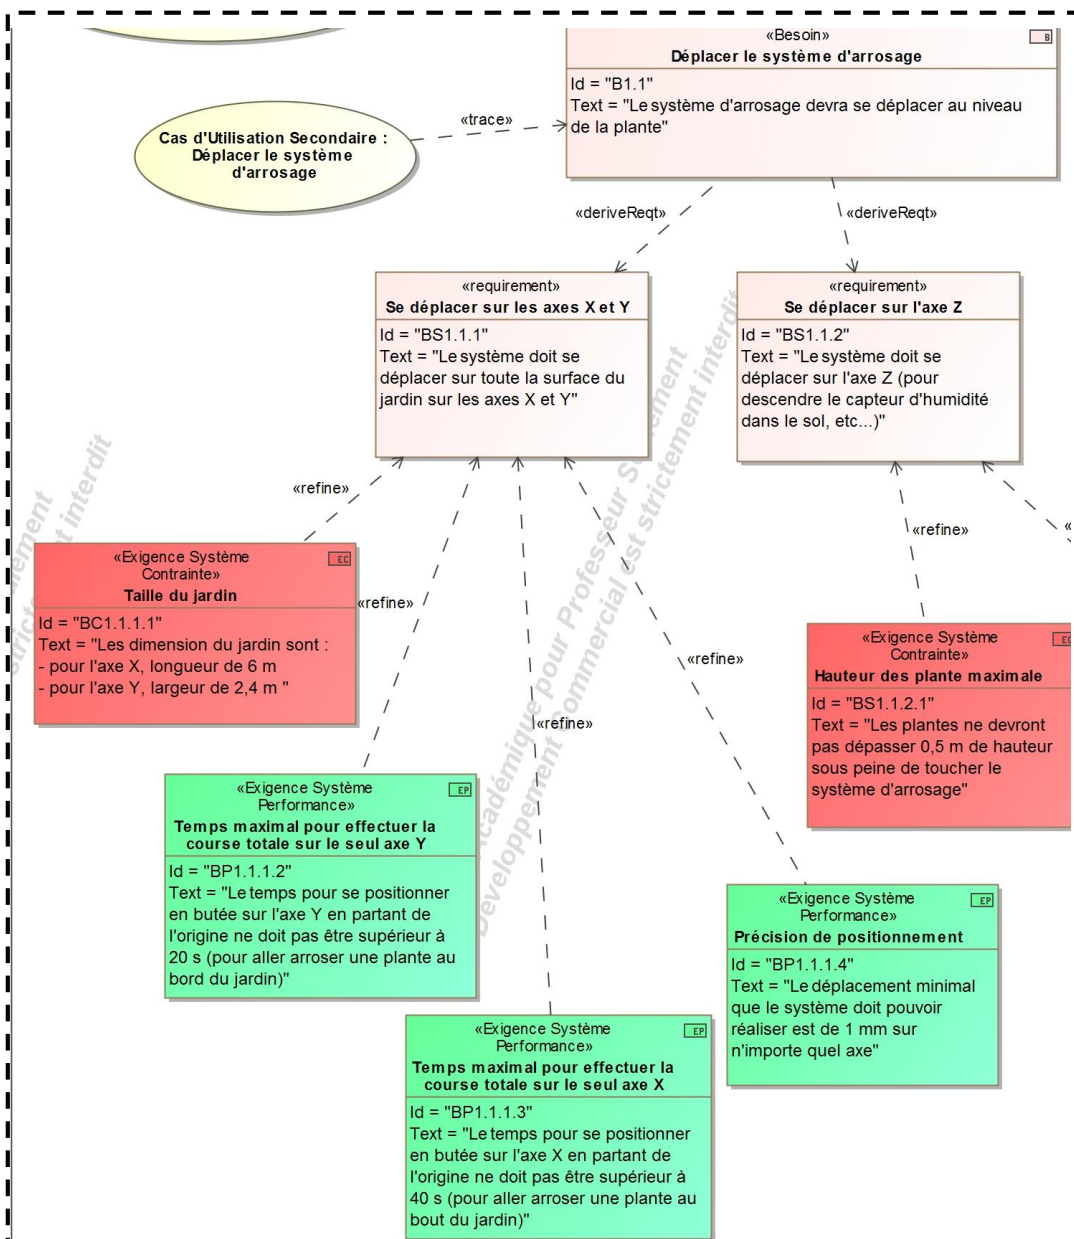 «Besoin»
B
Déplacer le système d'arrosage
Id = "B1.1"
Text = "Le système d'arrosage devra se déplacer au niveau
de la plante"
Cas d'Utilisation Secondaire :
Déplacer le système
d'arrosage
«trace»
«deriveReqt»
«deriveReqt»
«requirement»
Se déplacer sur les axes X et Y
Id = "BS1.1.1"
Text = "Le système doit se
déplacer sur toute la surface du
jardin sur les axes X et Y"
«requirement»
Se déplacer sur l'axe Z
Id = "BS1.1.2"
Text = "Le système doit se
déplacer sur l'axe Z (pour
descendre le capteur d'humidité
dans le sol, etc...)"
«refine»
«refine»
«refine»
«refine»
«refine»
«Exigence Système
Contrainte»
EC
Taille du jardin
Id = "BC1.1.1.1"
Text = "Les dimension du jardin sont :
- pour l'axe X, longueur de 6 m
- pour l'axe Y, largeur de 2,4 m "
«Exigence Système
Contrainte»
Hauteur des plante maximale
Id = "BS1.1.2.1"
Text = "Les plantes ne devront
pas dépasser 0,5 m de hauteur
sous peine de toucher le
système d'arrosage"
«Exigence Système
Performance»
EP
Temps maximal pour effectuer la
course totale sur le seul axe Y
Id = "BP1.1.1.2"
Text = "Le temps pour se positionner
en butée sur l'axe Y en partant de
l'origine ne doit pas être supérieur à
20 s (pour aller arroser une plante au
bord du jardin)"
«Exigence Système
Performance»
EP
Précision de positionnement
Id = "BP1.1.1.4"
Text = "Le déplacement minimal
que le système doit pouvoir
réaliser est de 1 mm sur
n'importe quel axe"
«Exigence Système
Performance»
EP
Temps maximal pour effectuer la
course totale sur le seul axe X
Id = "BP1.1.1.3"
Text = "Le temps pour se positionner
en butée sur l'axe X en partant de
l'origine ne doit pas être supérieur à
40 s (pour aller arroser une plante au
bout du jardin)"
Académique pour Professeur
Developpement Commercial est strictement interdit
interdit